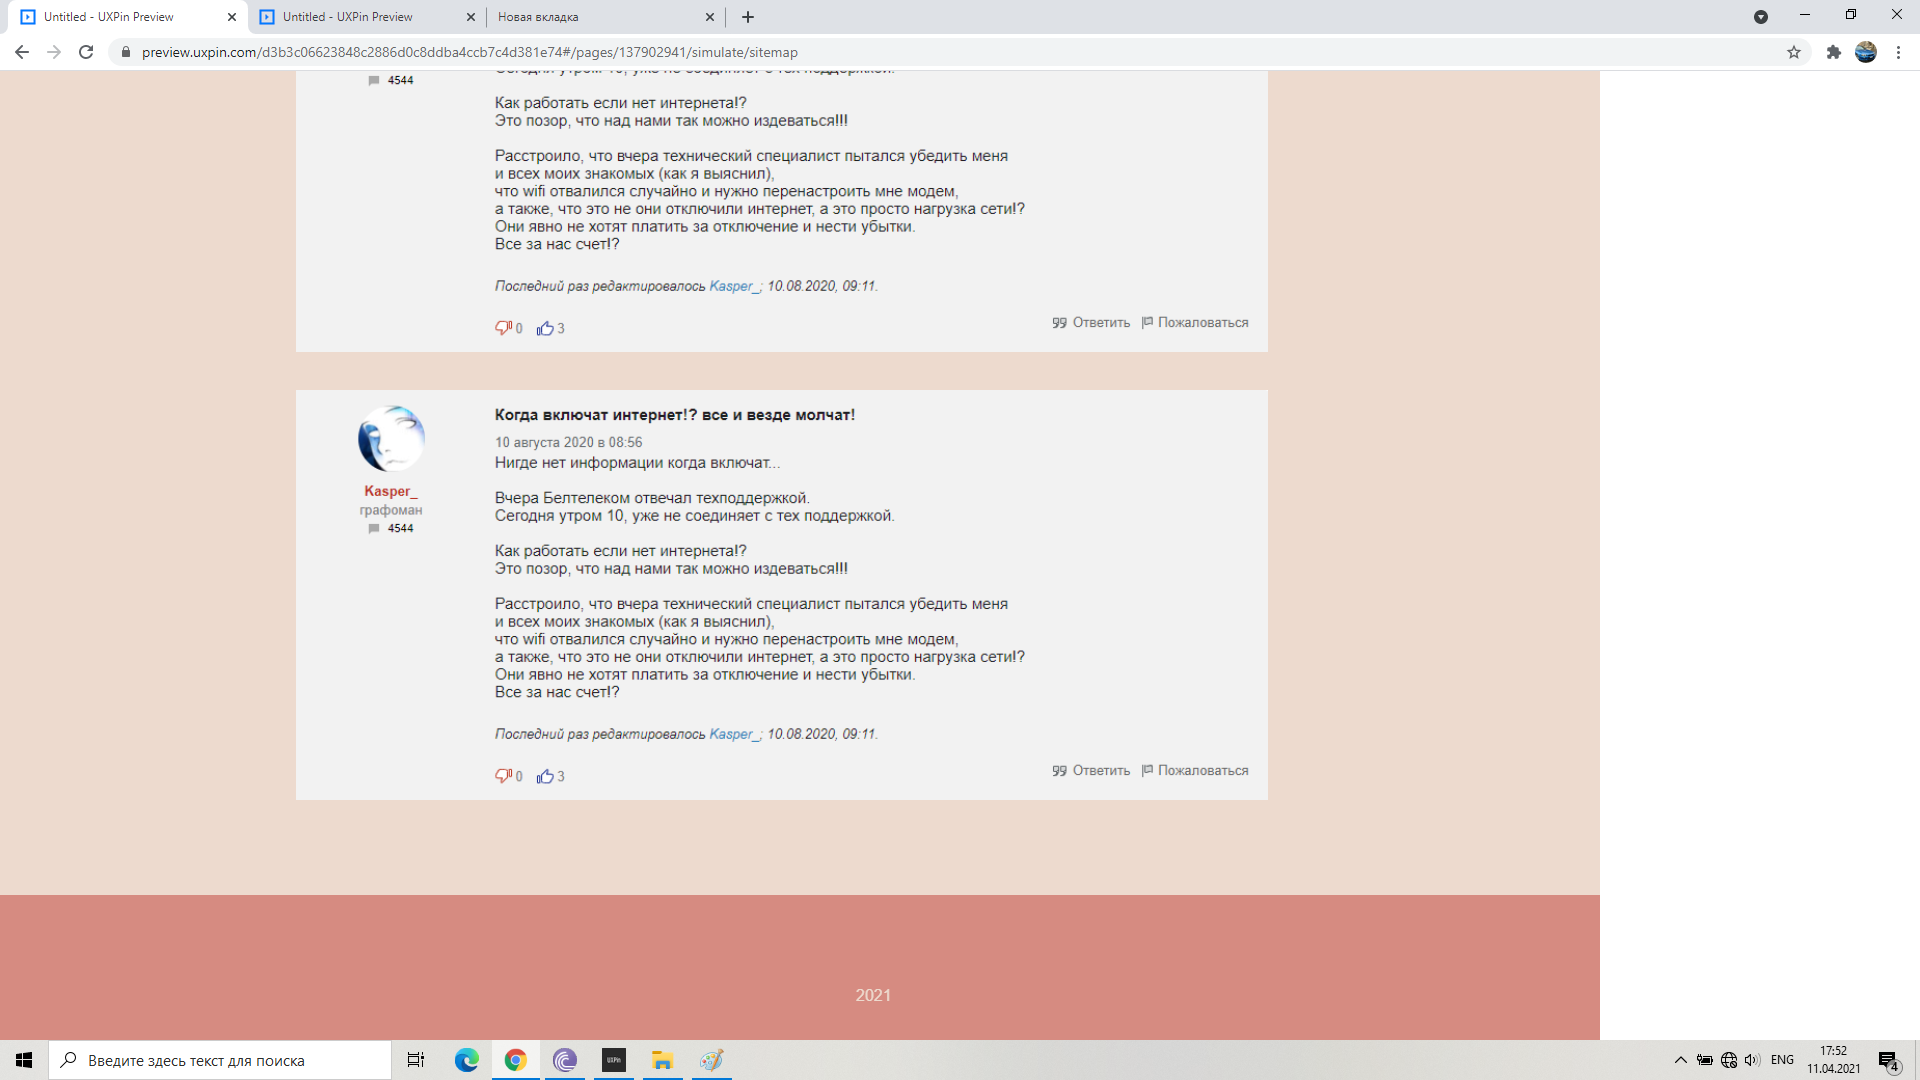 Untitled - UXPin Preview
Untitled - UXPin Preview
Новая вкладка
preview.uxpin.com/d3b3c06623848c2886d0c8ddba4ccb7c4d381e74#/pages/137902941/simulate/sitemap
4544
Сегодня утром 10, уже не соединяет с тех поддержкой.
Как работать если нет интернета!?
Это позор, что над нами так можно издеваться!!!
Расстроило, что вчера технический специалист пытался убедить меня
и всех моих знакомых (как я выяснил),
что wifi отвалился случайно и нужно перенастроить мне модем,
а также, что это не они отключили интернет, а это просто нагрузка сети!?
Они явно не хотят платить за отключение и нести убытки.
Все за нас счет!?
Последний раз редактировалось Kasper_; 10.08.2020, 09:11.
0 3
Ответить Пожаловаться
Когда включат интернет!? все и везде молчат!
10 августа 2020 в 08:56
Нигде нет информации когда включат...
Kasper_
графоман
4544
Вчера Белтелеком отвечал техподдержкой.
Сегодня утром 10, уже не соединяет с тех поддержкой.
Как работать если нет интернета!?
Это позор, что над нами так можно издеваться!!!
Расстроило, что вчера технический специалист пытался убедить меня
и всех моих знакомых (как я выяснил),
что wifi отвалился случайно и нужно перенастроить мне модем,
а также, что это не они отключили интернет, а это просто нагрузка сети!?
Они явно не хотят платить за отключение и нести убытки.
Все за нас счет!?
Последний раз редактировалось Kasper_; 10.08.2020, 09:11.
0 3
Ответить Пожаловаться
2021
Введите здесь текст для поиска
UXPin
ENG
17:52
11.04.2021
4